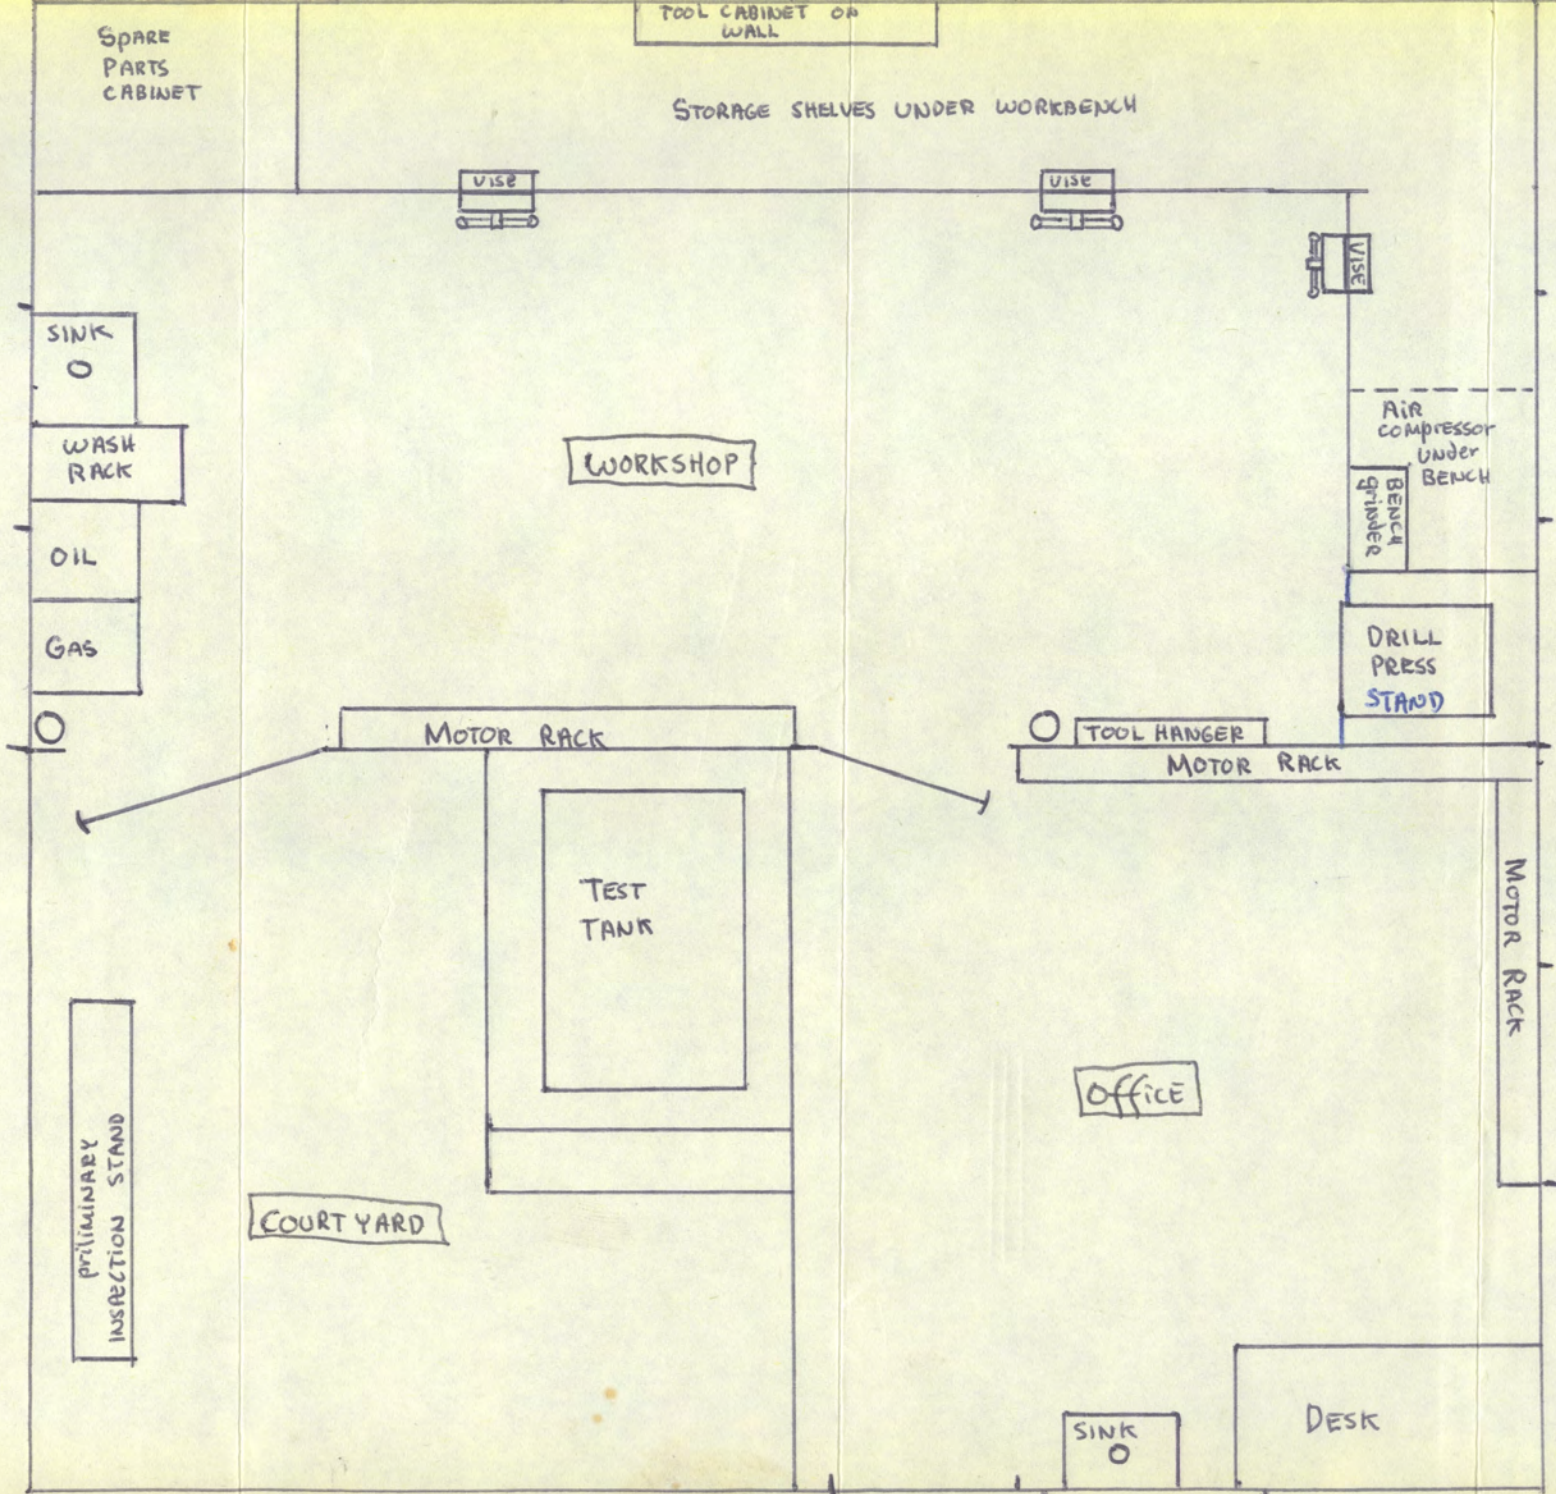 TOOL CABINET ON
WALL
SPARE
PARTS
CABINET
STORAGE SHELVES UNDER WORKBENCH
VISE
VISE
VISE
SINK
WASH
RACK
OIL
GAS
WORKSHOP
AIR
COMPRESSOR
UNDER
BENCH
BENCH
grinDER
DRILL
PRESS
STAND
MOTOR RACK
TOOL HANGER
MOTOR RACK
MOTOR RACK
TEST
TANK
OffiCE
priliMINARY
INSPECTION STAND
COURT YARD
SINK
DESK